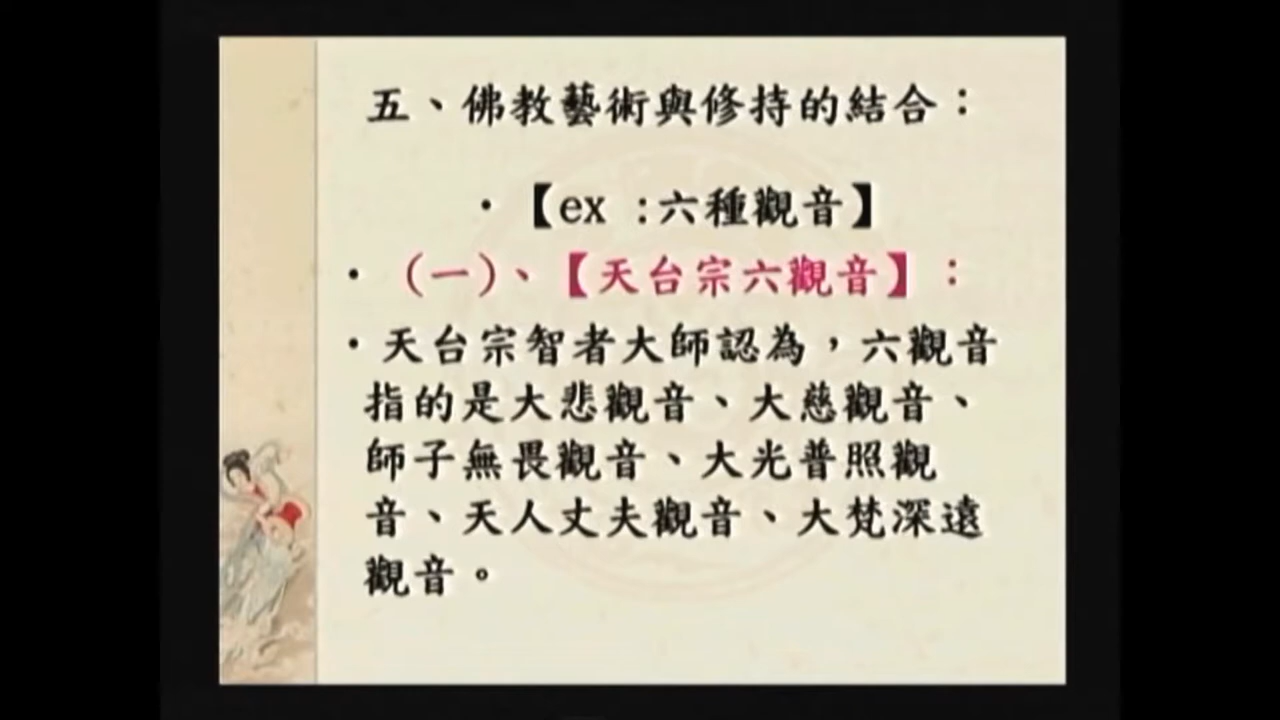 五、佛教藝術與修持的結合：
·【ex :六種觀音】
· (一)、【天台宗六觀音】：
·天台宗智者大師認為，六觀音
指的是大悲觀音、大慈觀音、
師子無畏觀音、大光普照觀
音、天人丈夫觀音、大梵深遠
觀音。